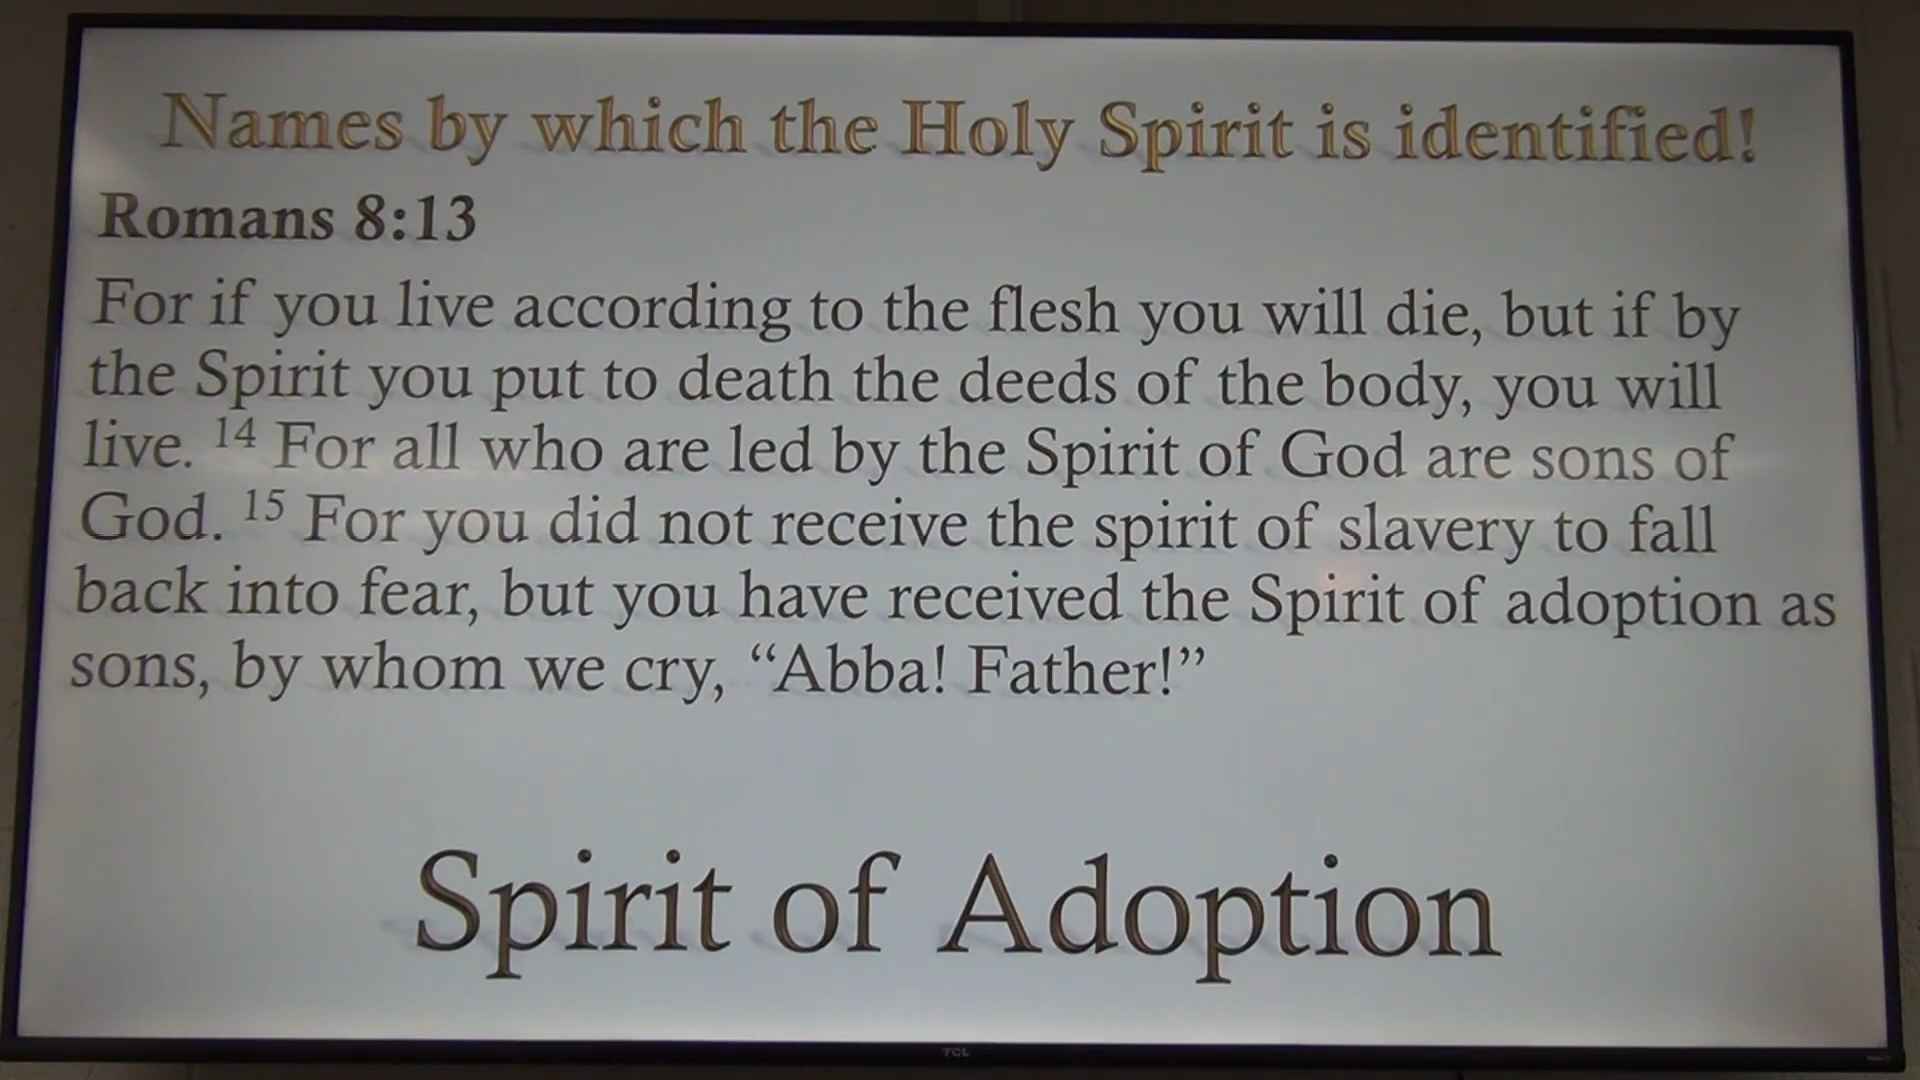 Names by which the Holy Spirit is identified!
Romans 8:13
For if you live according to the flesh you will die, but if by
the Spirit you put to death the deeds of the body, you will
live. 14 For all who are led by the Spirit of God are sons of
God. 15 For you did not receive the spirit of slavery to fall
back into fear, but you have received the Spirit of adoption as
sons, by whom we cry, “Abba! Father!”
Spirit of Adoption
TCL